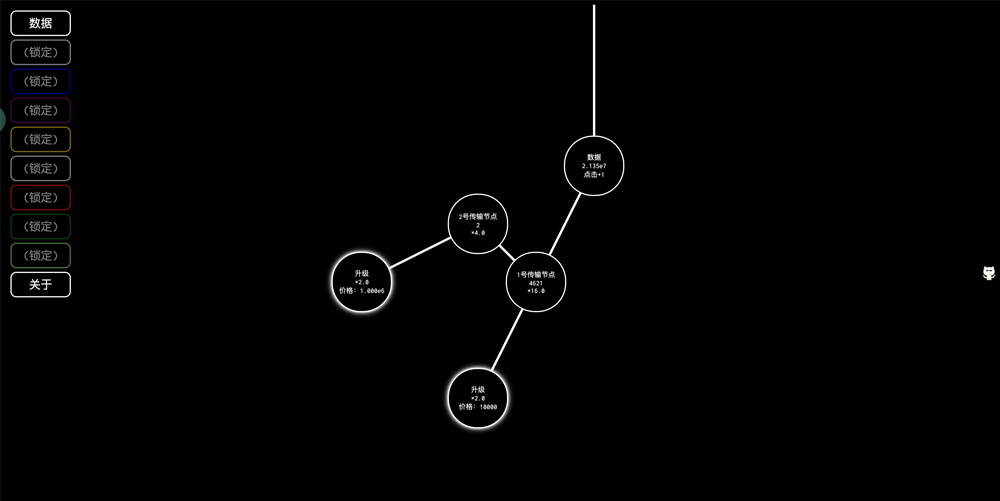 数据
（锁定）
（锁定）
（锁定）
（锁定）
（锁定）
（锁定）
（锁定）
（锁定）
关于
数据
2.135e7
点击+1
2号传输节点
2
×4.0
1号传输节点
4621
×16.0
升级
×2.0
价格: 1.000e6
升级
×2.0
价格: 10000